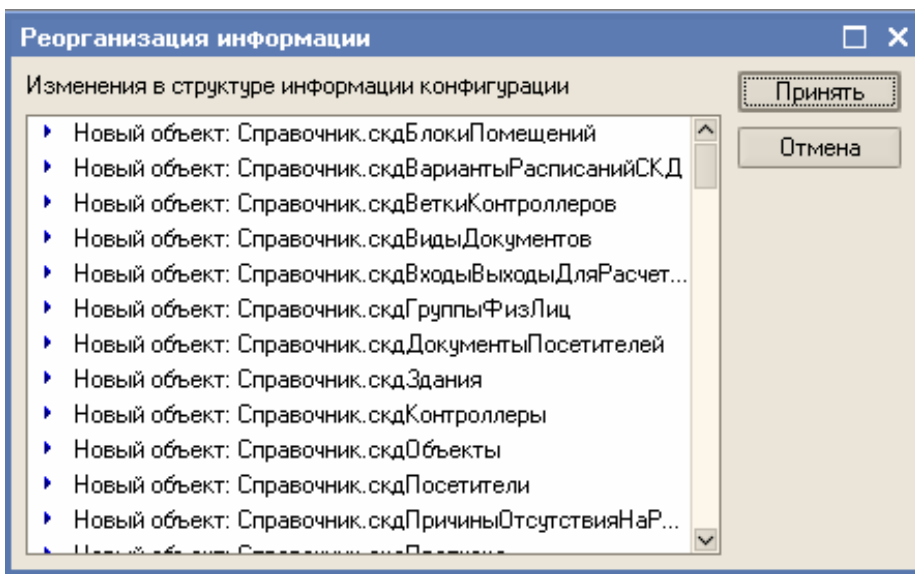 Реорганизация информации
Изменения в структуре информации конфигурации
Принять
Отмена
Новый объект: Справочник.скдБлокиПомещений
Новый объект: Справочник.скдВариантыРасписанийСКД
Новый объект: Справочник.скдВеткиКонтроллеров
Новый объект: Справочник.скдВидыДокументов
Новый объект: Справочник.скдВходыВыходыДляРасчет...
Новый объект: Справочник.скдГруппыФизЛиц
Новый объект: Справочник.скдДокументыПосетителей
Новый объект: Справочник.скдЗдания
Новый объект: Справочник.скдКонтроллеры
Новый объект: Справочник.скдОбъекты
Новый объект: Справочник.скдПосетители
Новый объект: Справочник.скдПричиныОтсутствияНаР...
Новый объект: